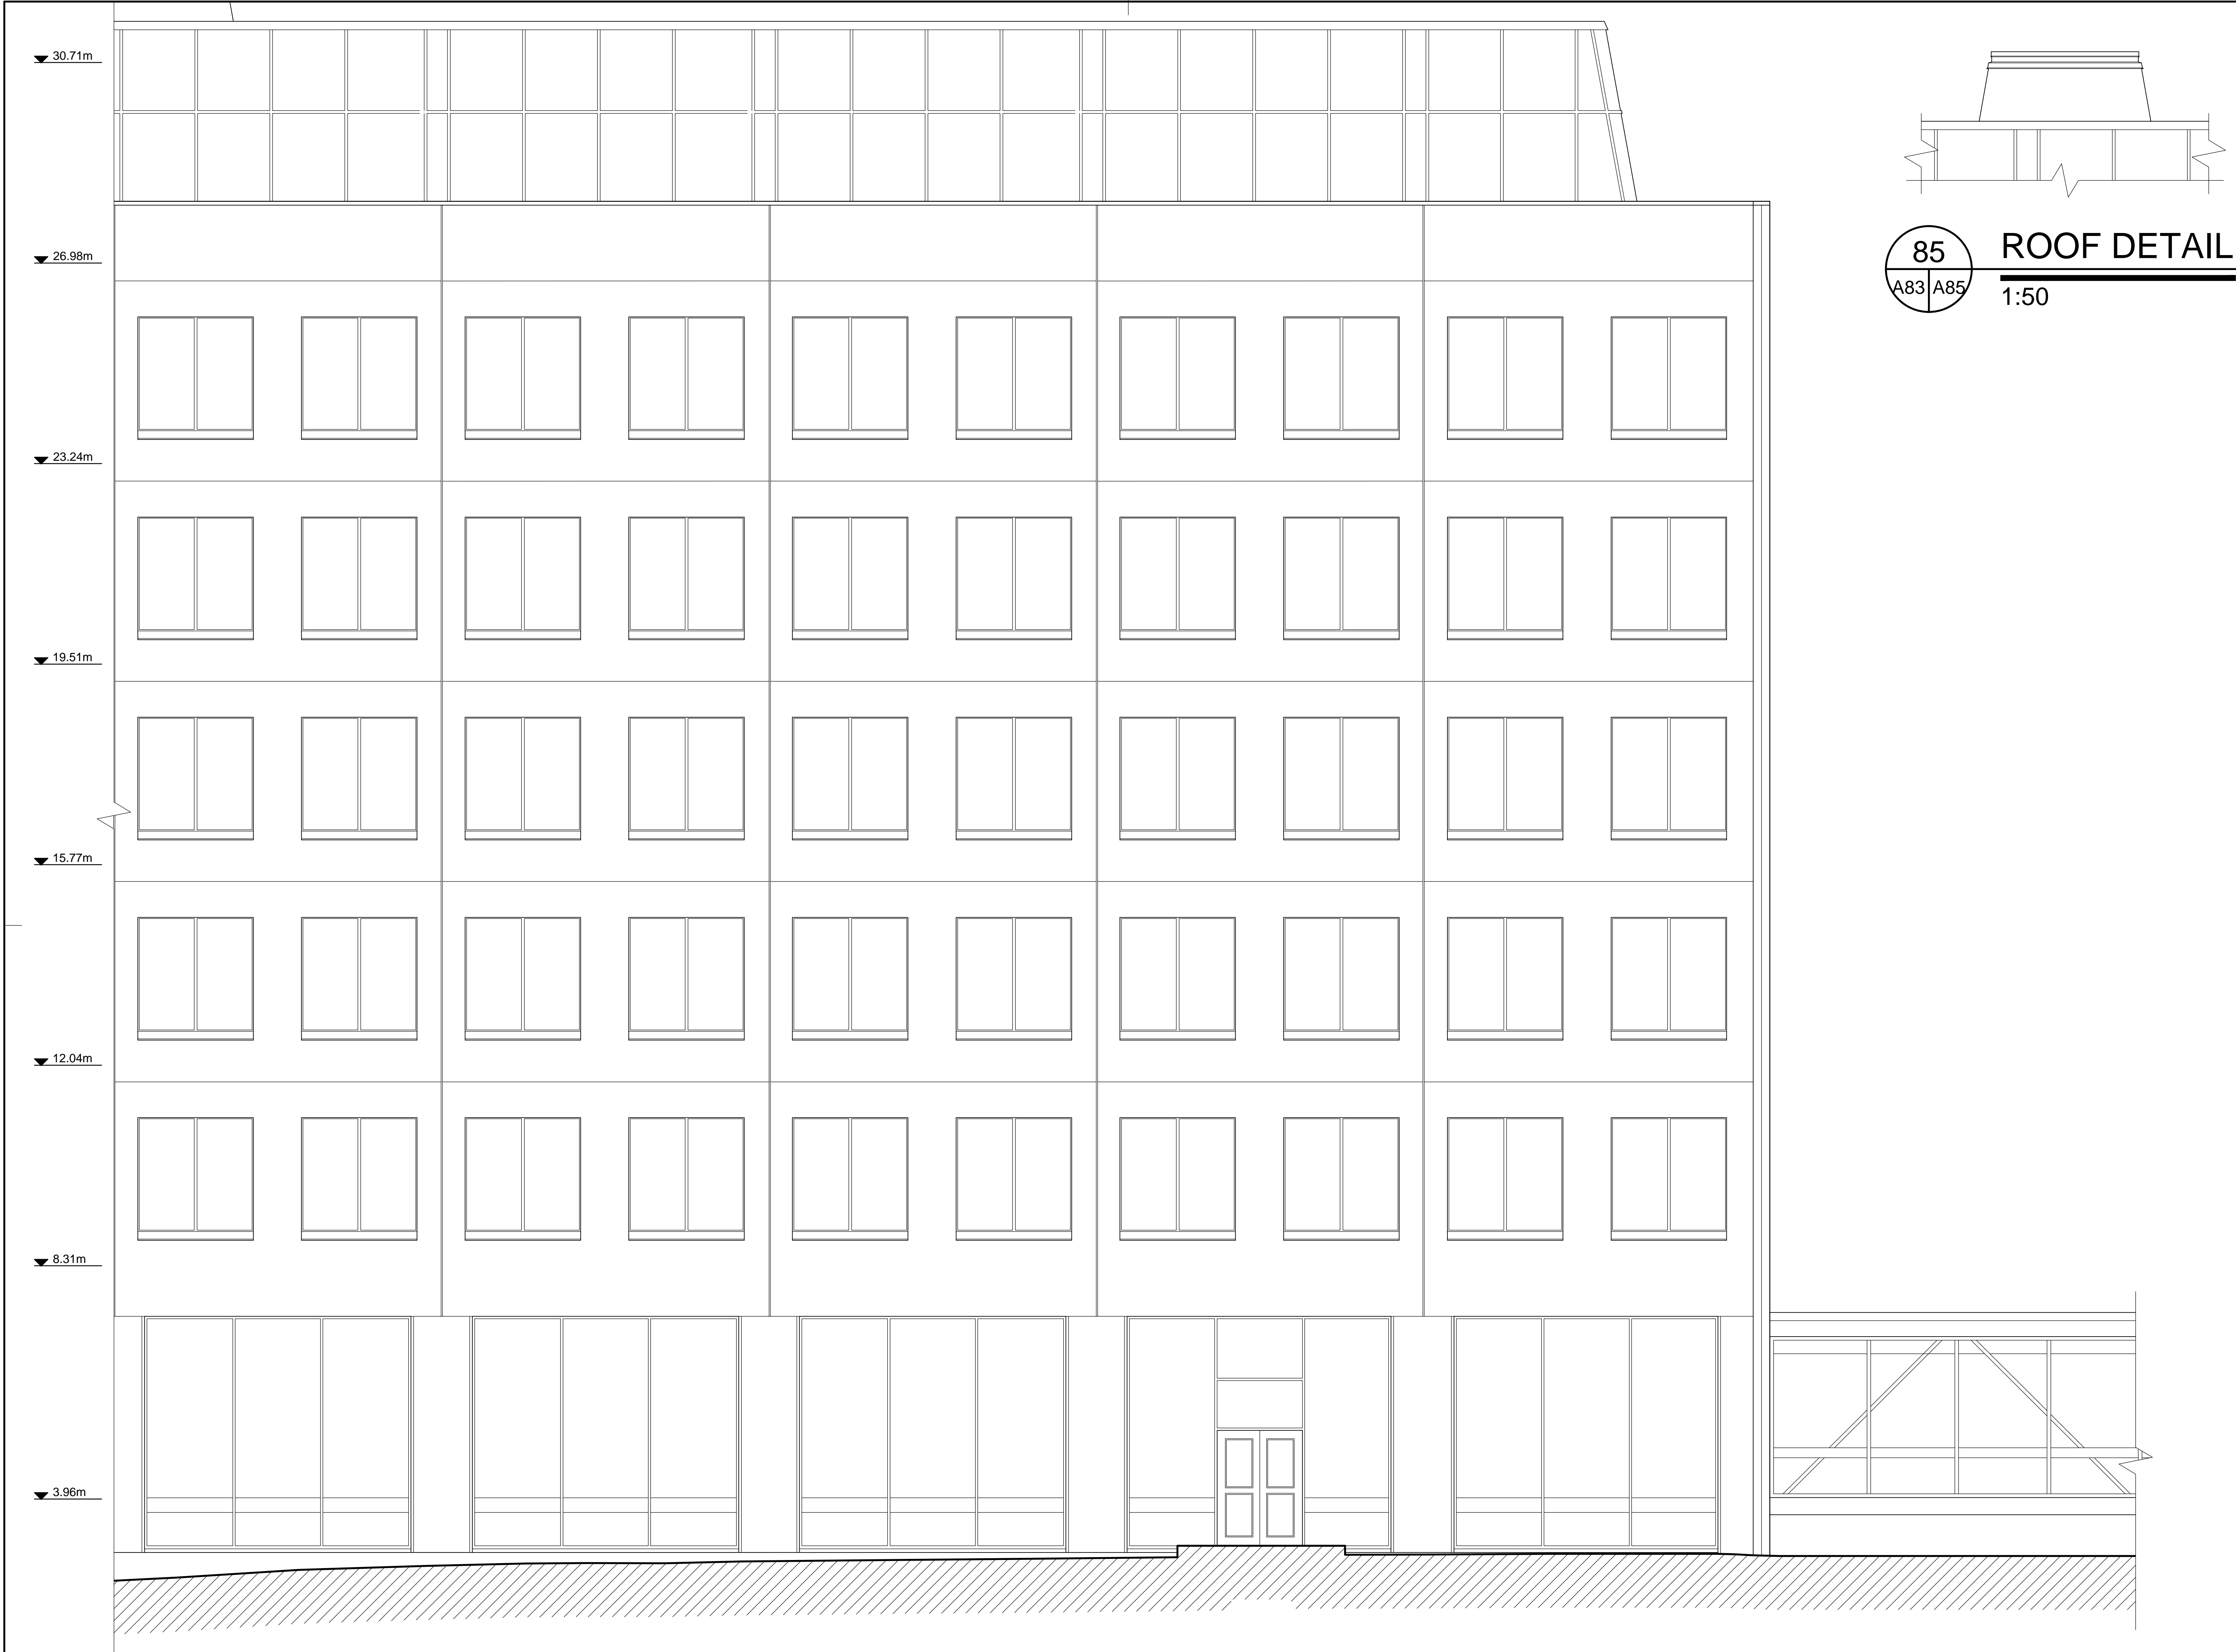 30.71m
26.98m
23.24m
19.51m
15.77m
12.04m
8.31m
3.96m
85
A83 A85
ROOF DETAIL
1:50